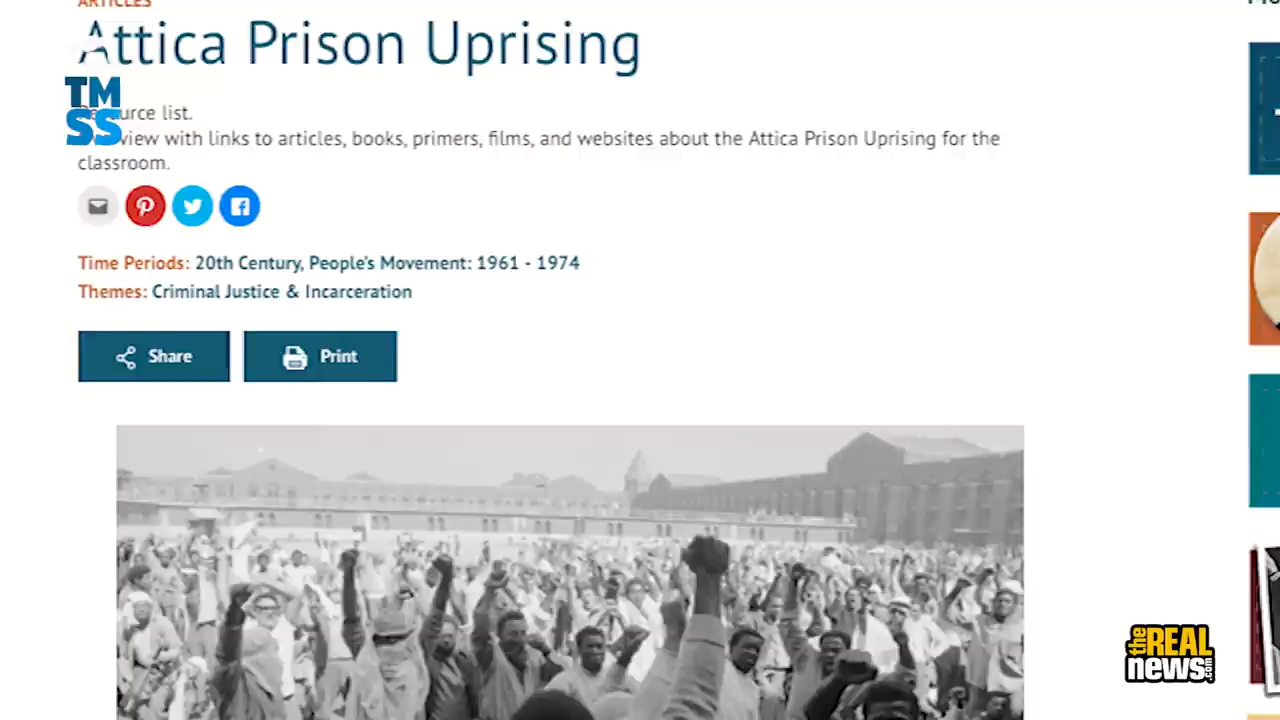 ARTICLES
Attica Prison Uprising
TM
SS
Resource list.
view with links to articles, books, primers, films, and websites about the Attica Prison Uprising for the
classroom.
Time Periods: 20th Century, People's Movement: 1961 - 1974
Themes: Criminal Justice & Incarceration
Share
Print
the REAL
news.com